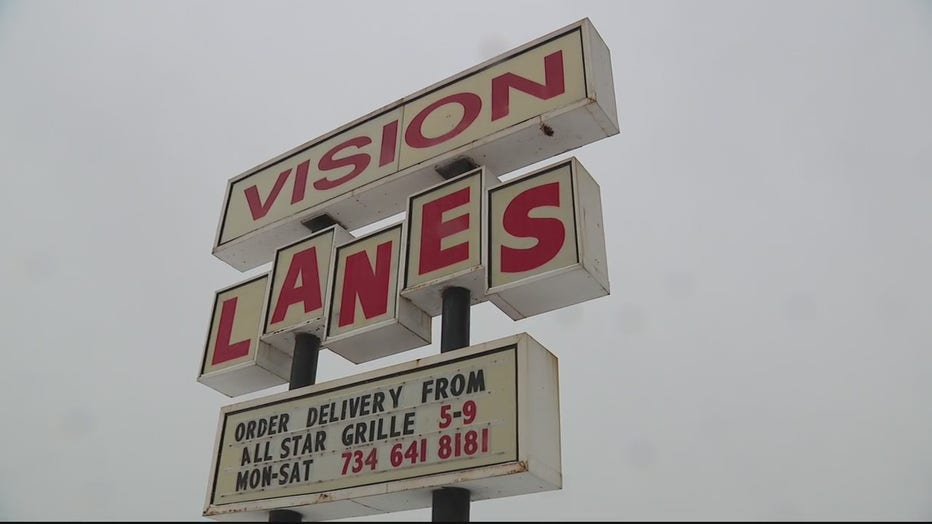 VISION
LANES
ORDER DELIVERY FROM
ALL STAR GRILLE 5-9
MON-SAT 734 641 8181